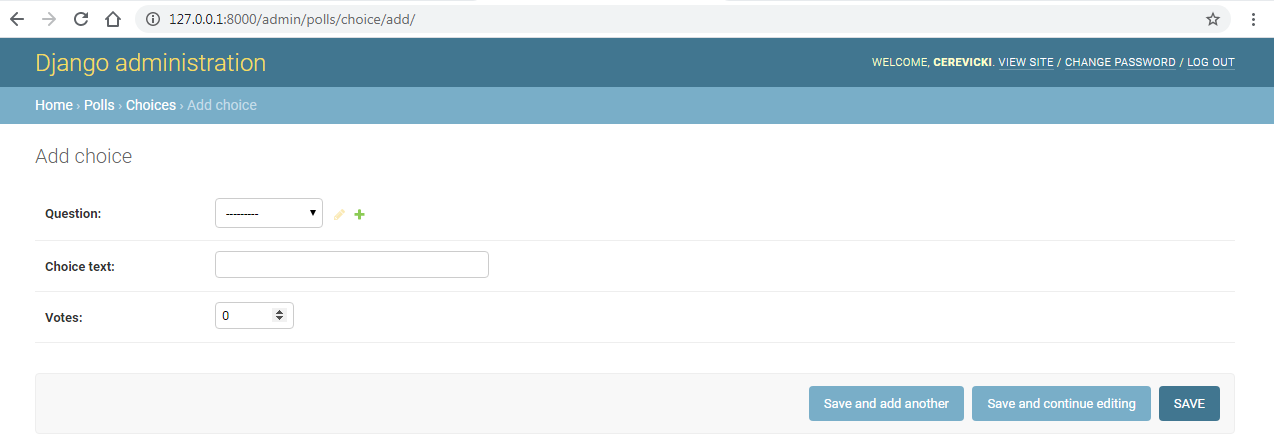 127.0.0.1:8000/admin/polls/choice/add/
Django administration
WELCOME, CEREVICKI. VIEW SITE / CHANGE PASSWORD / LOG OUT
Home › Polls › Choices › Add choice
Add choice
Question: ---------
Choice text:
Votes: 0
Save and add another Save and continue editing SAVE